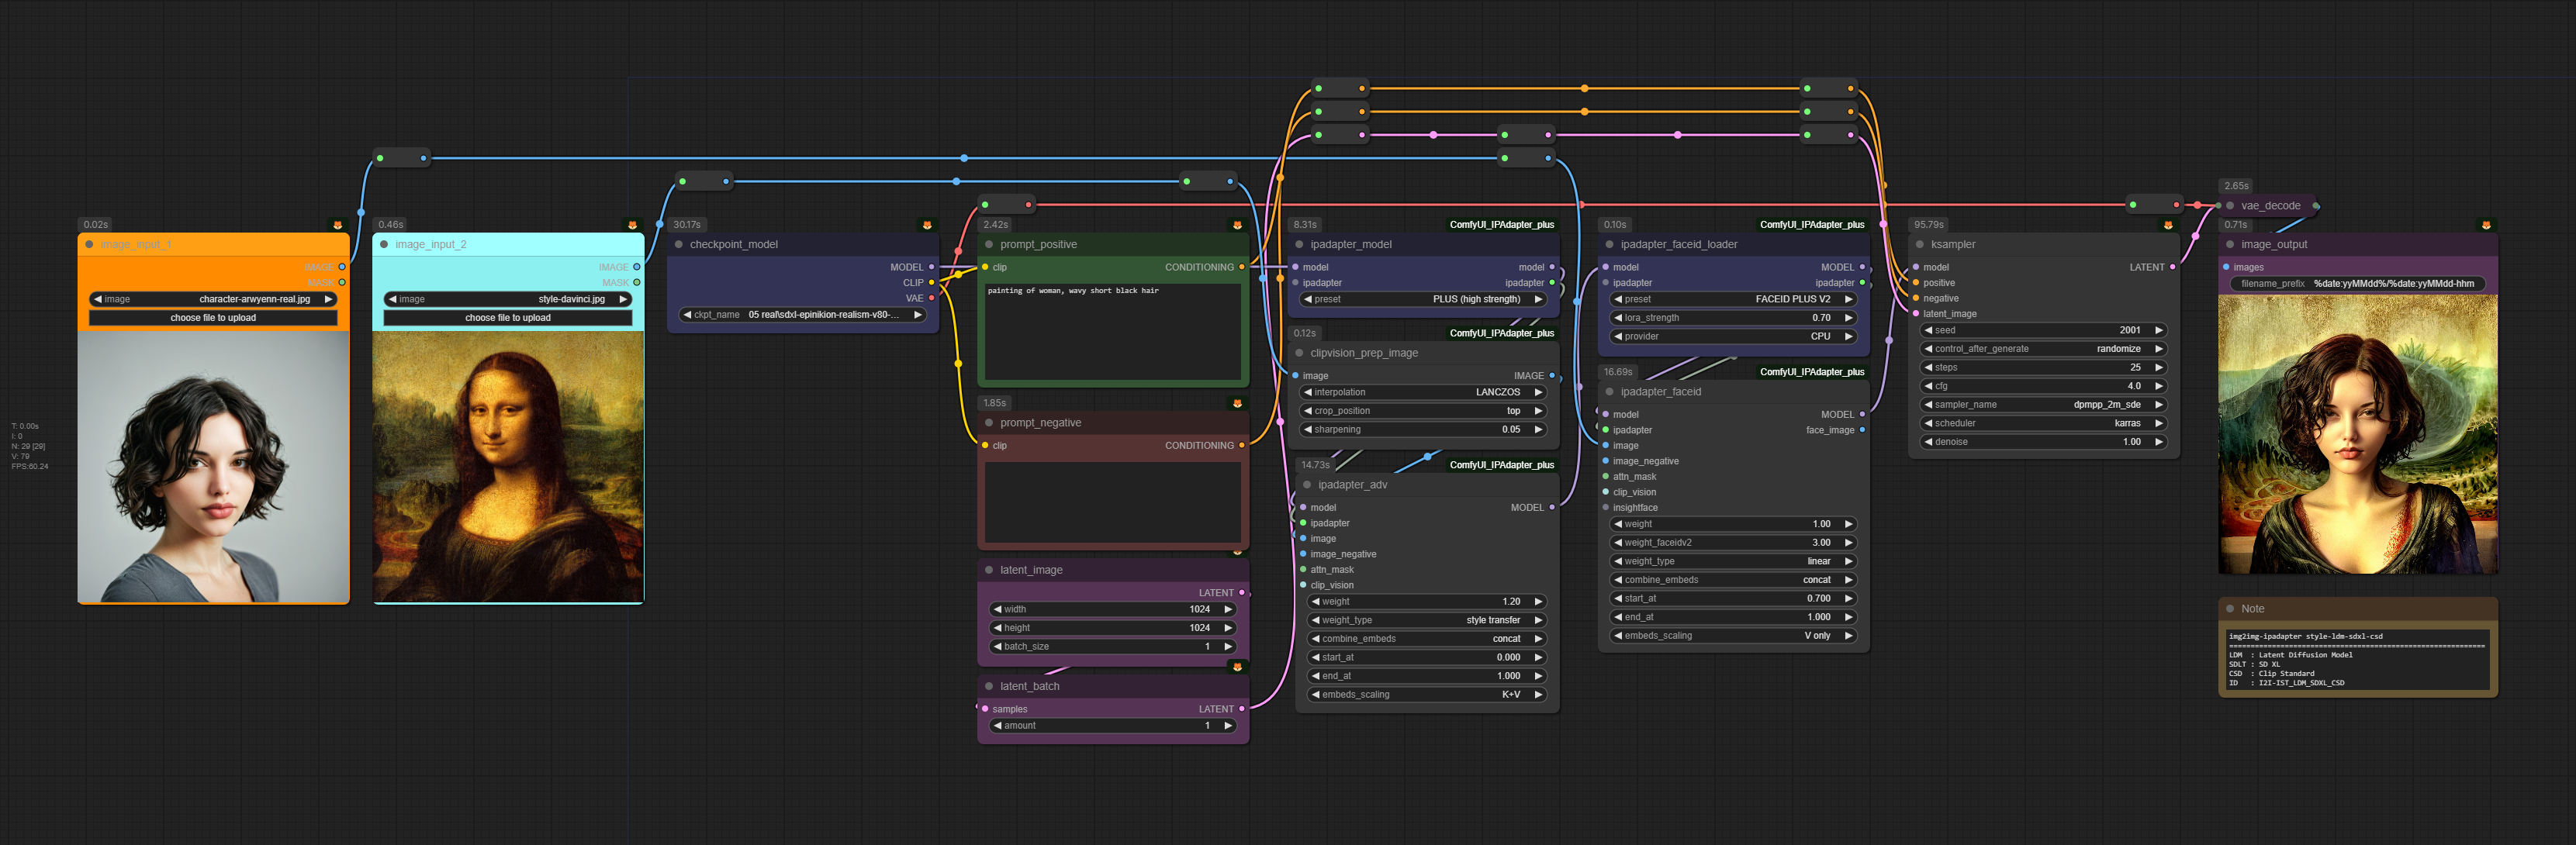 T: 0.00s
I: 0
N: 29 [29]
V: 79
FPS:60.24
0.02s
image_input_1
IMAGE
MASK
image character-arwyenn-real.jpg
choose file to upload
0.46s
image_input_2
IMAGE
MASK
image style-davinci.jpg
choose file to upload
30.17s
checkpoint_model
MODEL
CLIP
VAE
ckpt_name 05 real\sdxl-epinikion-realism-v80-...
2.42s
prompt_positive
clip CONDITIONING
painting of woman, wavy short black hair
1.85s
prompt_negative
clip CONDITIONING
latent_image
LATENT
width 1024
height 1024
batch_size 1
latent_batch
samples LATENT
amount 1
8.31s ComfyUI_IPAdapter_plus
ipadapter_model
model model
ipadapter ipadapter
preset PLUS (high strength)
0.12s ComfyUI_IPAdapter_plus
clipvision_prep_image
image IMAGE
interpolation LANCZOS
crop_position top
sharpening 0.05
14.73s ComfyUI_IPAdapter_plus
ipadapter_adv
model MODEL
ipadapter
image
image_negative
attn_mask
clip_vision
weight 1.20
weight_type style transfer
combine_embeds concat
start_at 0.000
end_at 1.000
embeds_scaling K+V
0.10s ComfyUI_IPAdapter_plus
ipadapter_faceid_loader
model MODEL
ipadapter ipadapter
preset FACEID PLUS V2
lora_strength 0.70
provider CPU
16.69s ComfyUI_IPAdapter_plus
ipadapter_faceid
model MODEL
ipadapter face_image
image
image_negative
attn_mask
clip_vision
insightface
weight 1.00
weight_faceidv2 3.00
weight_type linear
combine_embeds concat
start_at 0.700
end_at 1.000
embeds_scaling V only
95.79s
ksampler
model LATENT
positive
negative
latent_image
seed 2001
control_after_generate randomize
steps 25
cfg 4.0
sampler_name dpmpp_2m_sde
scheduler karras
denoise 1.00
2.65s
vae_decode
0.71s
image_output
images
filename_prefix %date:yyMMdd%/%date:yyMMdd-hhm
Note
img2img-ipadapter style-ldm-sdxl-csd
================================================================
LDM : Latent Diffusion Model
SDLT : SD XL
CSD : Clip Standard
ID : I2I-IST_LDM_SDXL_CSD